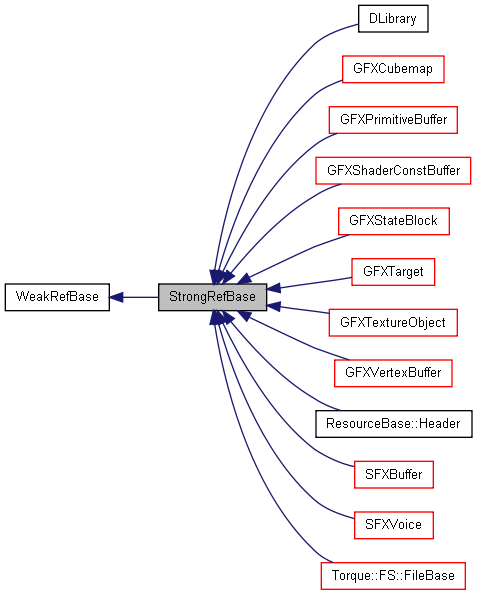 DLibrary
GFXCubemap
GFXPrimitiveBuffer
GFXShaderConstBuffer
GFXStateBlock
GFXTarget
WeakRefBase
StrongRefBase
GFXTextureObject
GFXVertexBuffer
ResourceBase::Header
SFXBuffer
SFXVoice
Torque::FS::FileBase